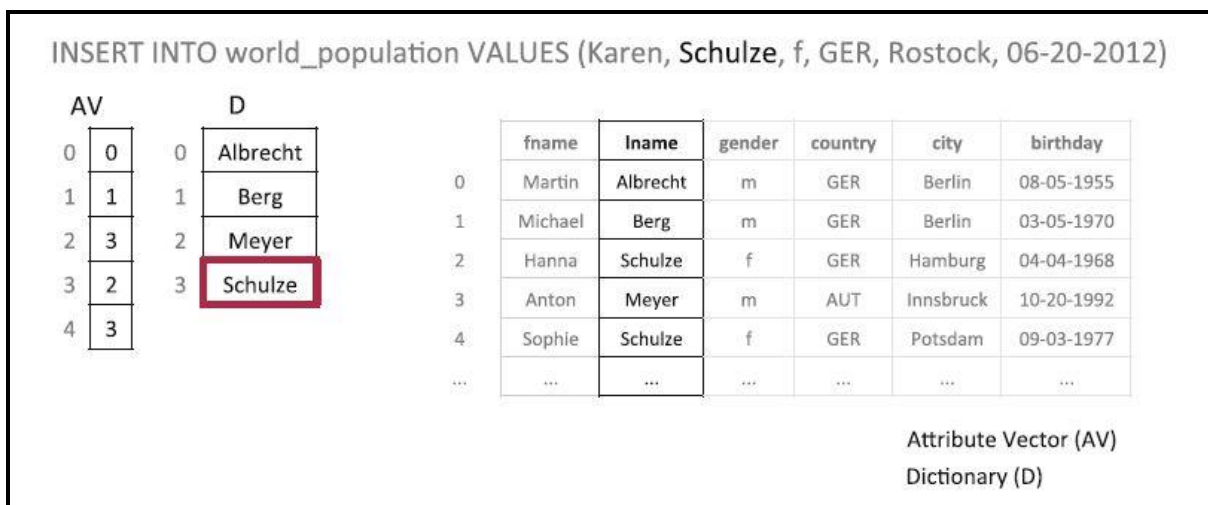 INSERT INTO world_population VALUES (Karen, Schulze, f, GER, Rostock, 06-20-2012)
AV D
0 0 0 Albrecht
1 1 1 Berg
2 3 2 Meyer
3 2 3 Schulze
4 3
fname lname gender country city birthday
0 Martin Albrecht m GER Berlin 08-05-1955
1 Michael Berg m GER Berlin 03-05-1970
2 Hanna Schulze f GER Hamburg 04-04-1968
3 Anton Meyer m AUT Innsbruck 10-20-1992
4 Sophie Schulze f GER Potsdam 09-03-1977
... ... ... ... ... ... ...
Attribute Vector (AV)
Dictionary (D)